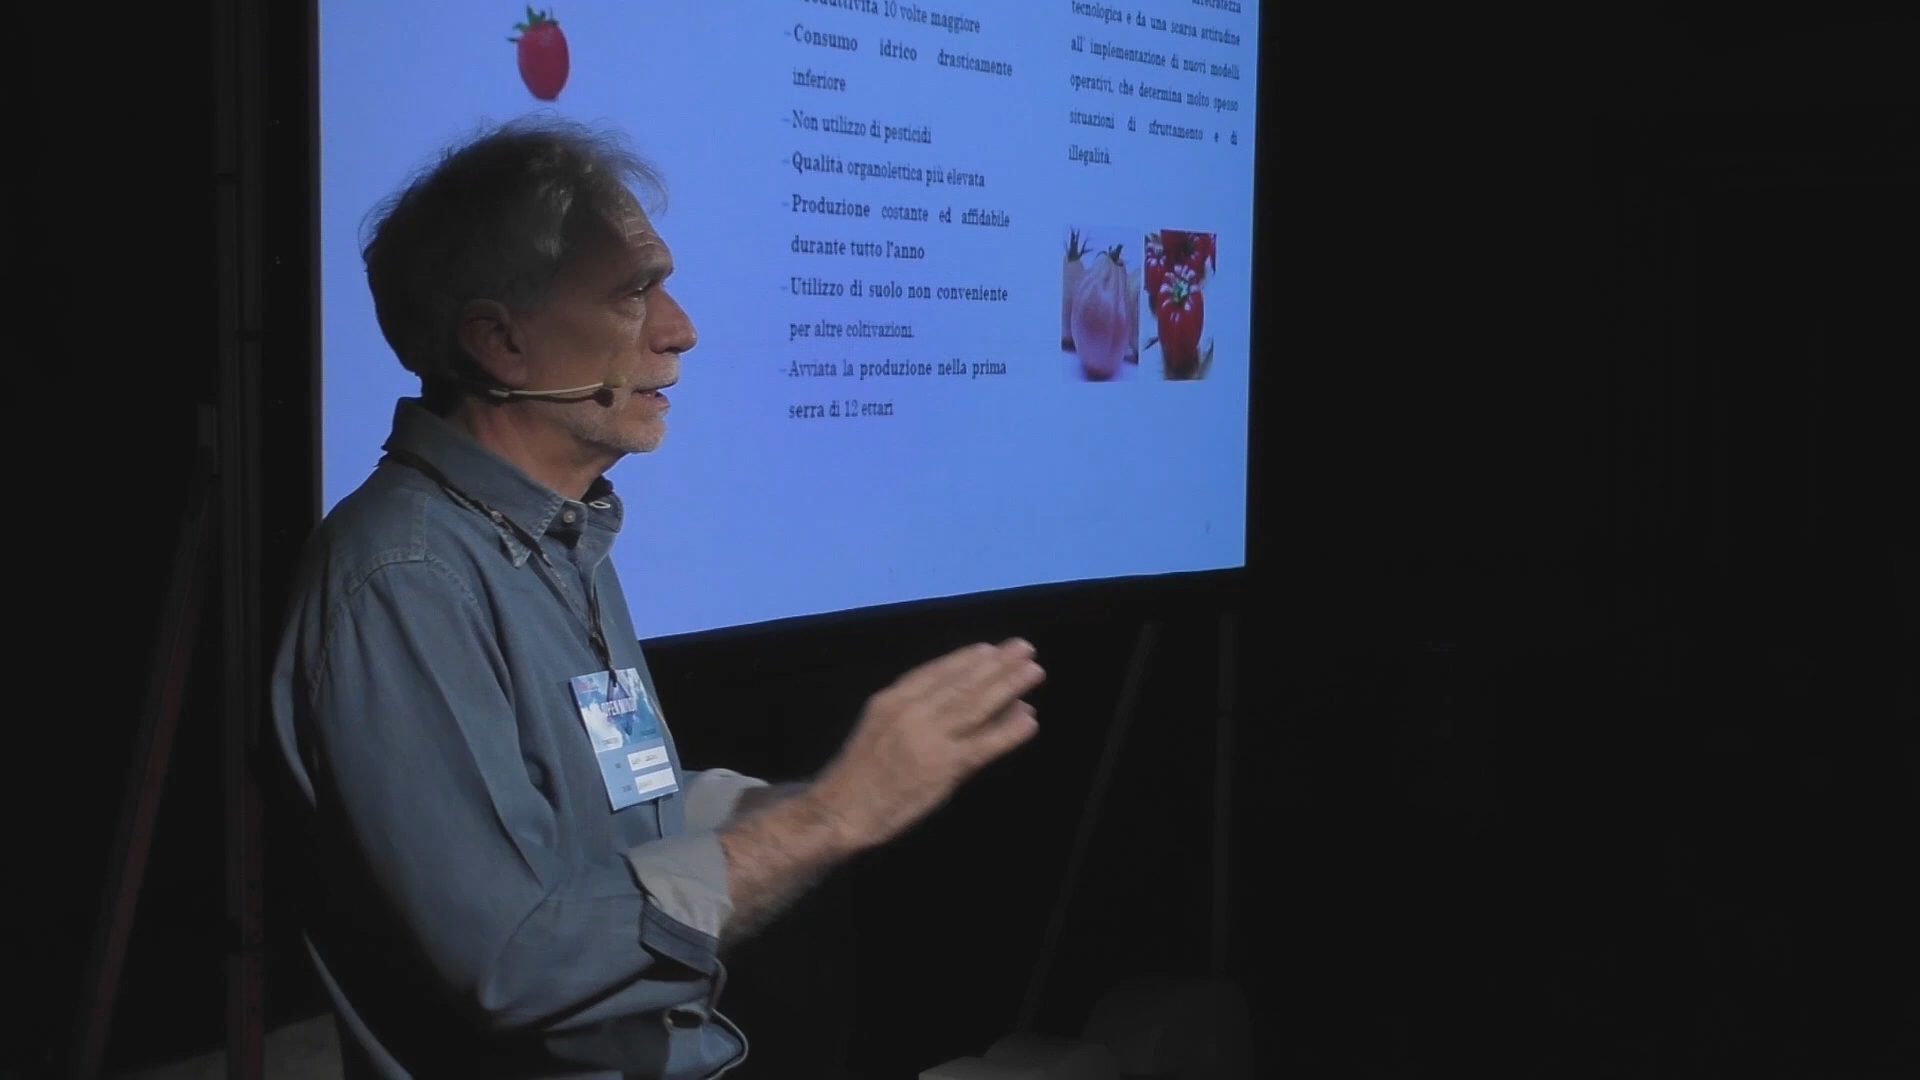 10 volte maggiore
-Consumo idrico drasticamente
inferiore
-Non utilizzo di pesticidi
-Qualità organolettica più elevata
-Produzione costante ed affidabile
durante tutto l'anno
-Utilizzo di suolo non conveniente
per altre coltivazioni.
-Avviata la produzione nella prima
serra di 12 ettari
tecnologica e da una scarsa attitudine
all' implementazione di nuovi modelli
operativi, che determina molto spesso
situazioni di sfruttamento e di
illegalità.
OPEN